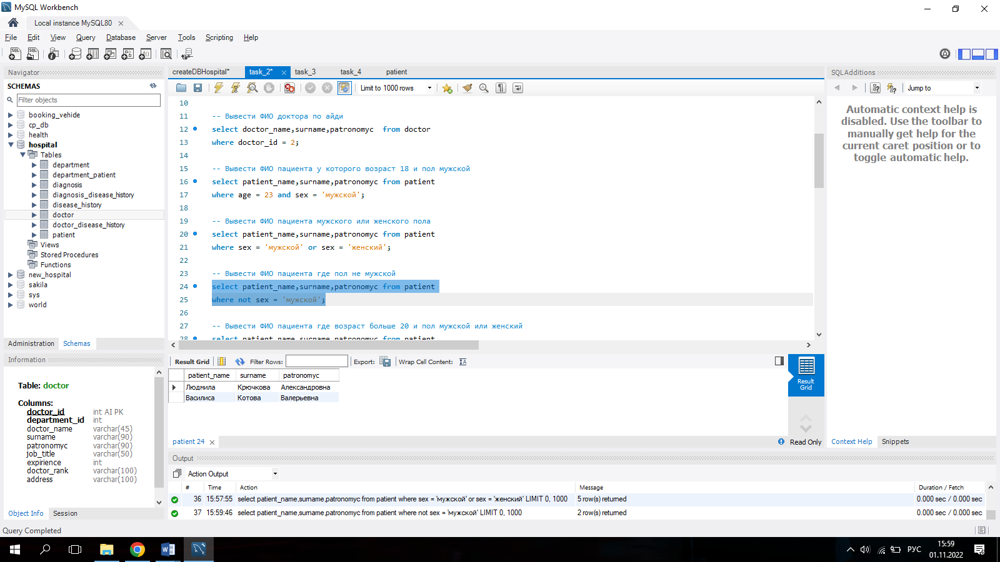 MySQL Workbench
Local instance MySQL80
File Edit View Query Database Server Tools Scripting Help
Navigator
SCHEMAS
Filter objects
booking_vehide
cp_db
health
hospital
Tables
department
department_patient
diagnosis
diagnosis_disease_history
disease_history
doctor
doctor_disease_history
patient
Views
Stored Procedures
Functions
new_hospital
sakila
sys
world
Administration Schemas
Information
Table: doctor
Columns:
doctor_id int AI PK
department_id int
doctor_name varchar(45)
surname varchar(90)
patronomyc varchar(90)
job_title varchar(50)
expirience int
doctor_rank varchar(100)
address varchar(100)
Object Info Session
Query Completed
createDBHospital* task_2* task_3 task_4 patient
Limit to 1000 rows
10
11 -- Вывести ФИО доктора по айди
12 select doctor_name,surname,patronomyc from doctor
13 where doctor_id = 2;
14
15 -- Вывести ФИО пациента у которого возраст 18 и пол мужской
16 select patient_name,surname,patronomyc from patient
17 where age = 23 and sex = 'мужской';
18
19 -- Вывести ФИО пациента мужского или женского пола
20 select patient_name,surname,patronomyc from patient
21 where sex = 'мужской' or sex = 'женский';
22
23 -- Вывести ФИО пациента где пол не мужской
24 select patient_name,surname,patronomyc from patient
25 where not sex = 'мужской';
26
27 -- Вывести ФИО пациента где возраст больше 20 и пол мужской или женский
28 select patient_name,surname,patronomyc from patient
Result Grid Filter Rows: Export: Wrap Cell Content:
patient_name surname patronomyc
Людмила Крючкова Александровна
Василиса Котова Валерьевна
Result
Grid
patient 24
Read Only
SQLAdditions
Jump to
Automatic context help is
disabled. Use the toolbar to
manually get help for the
current caret position or to
toggle automatic help.
Context Help Snippets
Output
Action Output
# Time Action Message Duration / Fetch
36 15:57:55 select patient_name,surname,patronomyc from patient where sex = 'мужской' or sex = 'женский' LIMIT 0, 1000 5 row(s) returned 0.000 sec / 0.000 sec
37 15:59:46 select patient_name,surname,patronomyc from patient where not sex = 'мужской' LIMIT 0, 1000 2 row(s) returned 0.000 sec / 0.000 sec
РУС
15:59
01.11.2022